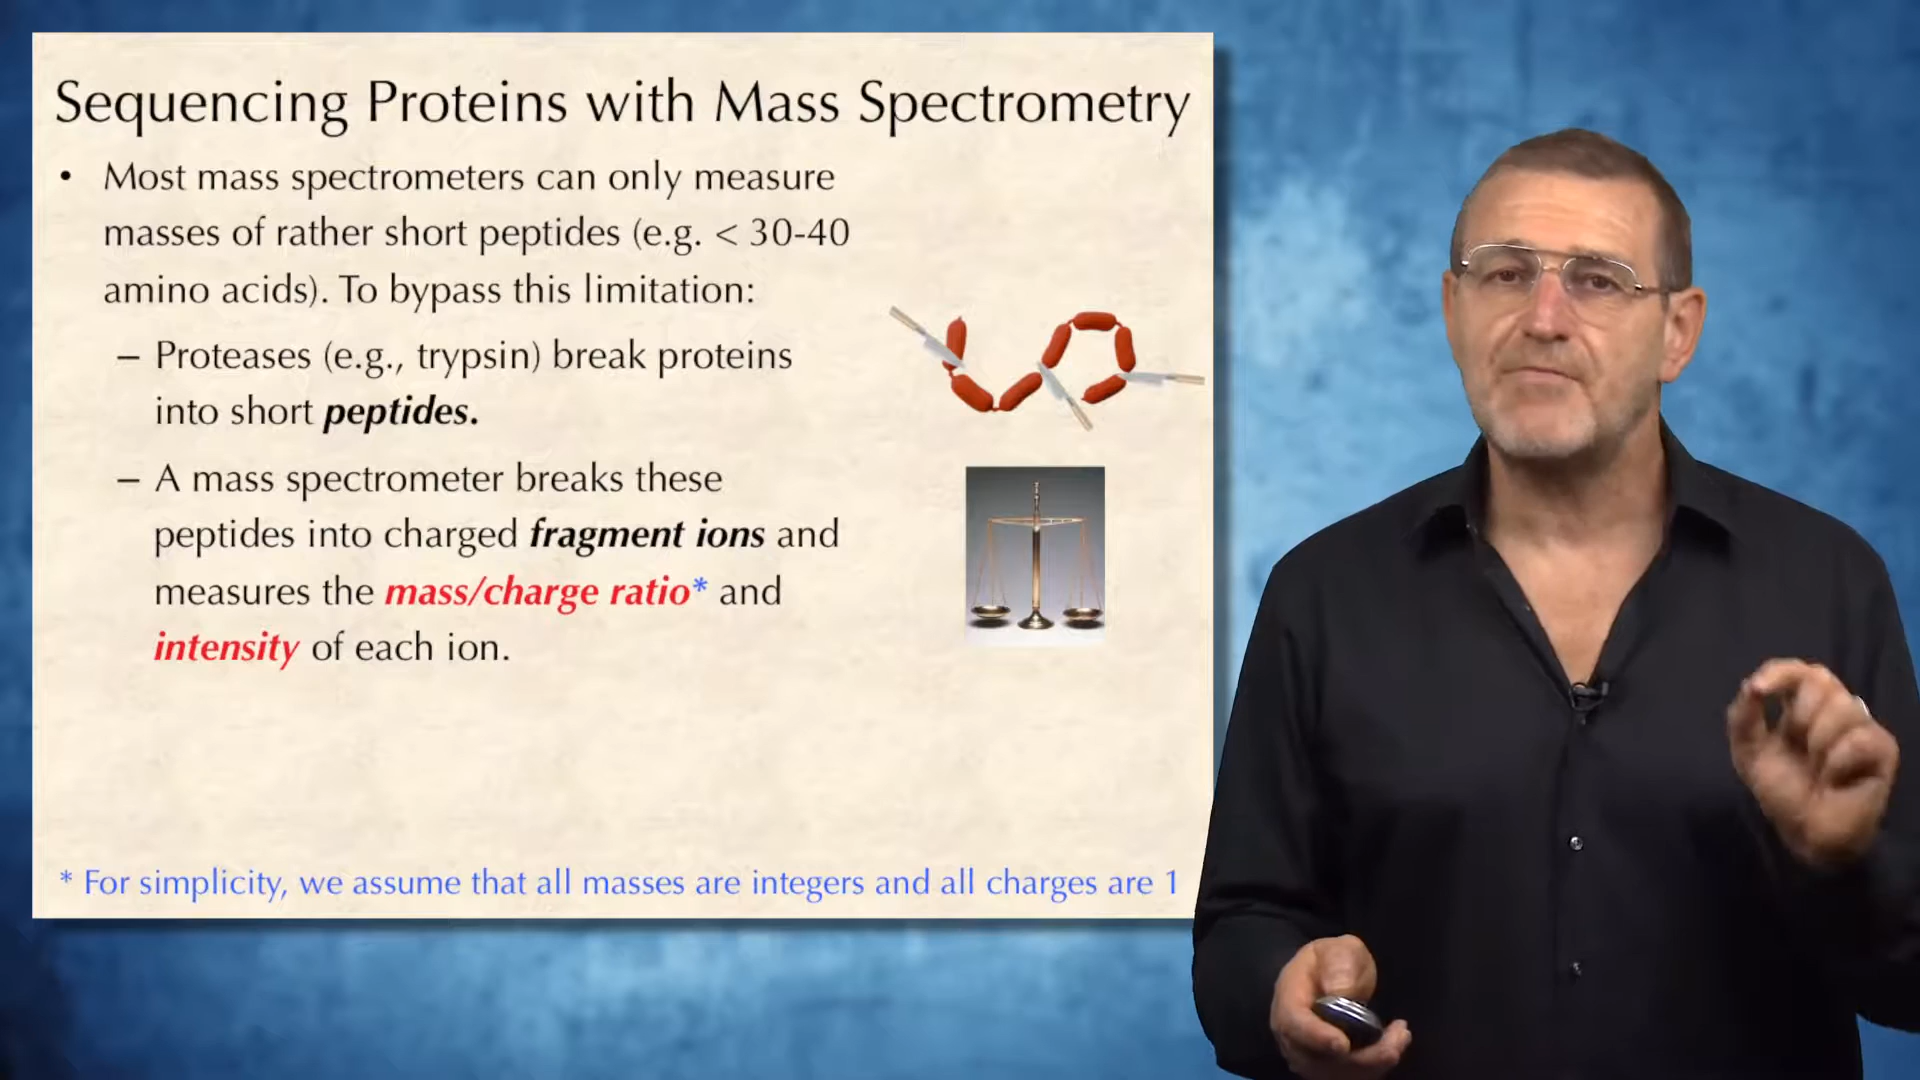 Sequencing Proteins with Mass Spectrometry
• Most mass spectrometers can only measure
masses of rather short peptides (e.g. < 30-40
amino acids). To bypass this limitation:
– Proteases (e.g., trypsin) break proteins
into short peptides.
– A mass spectrometer breaks these
peptides into charged fragment ions and
measures the mass/charge ratio* and
intensity of each ion.
* For simplicity, we assume that all masses are integers and all charges are 1